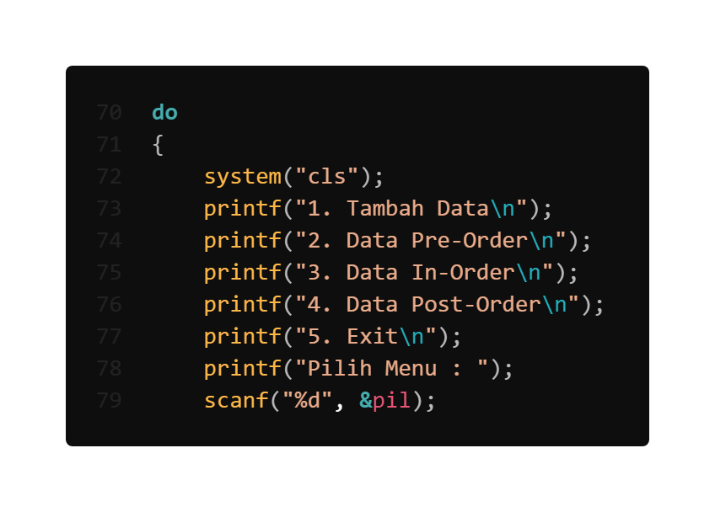 70 do
71 {
72 system("cls");
73 printf("1. Tambah Data\n");
74 printf("2. Data Pre-Order\n");
75 printf("3. Data In-Order\n");
76 printf("4. Data Post-Order\n");
77 printf("5. Exit\n");
78 printf("Pilih Menu : ");
79 scanf("%d", &pil);